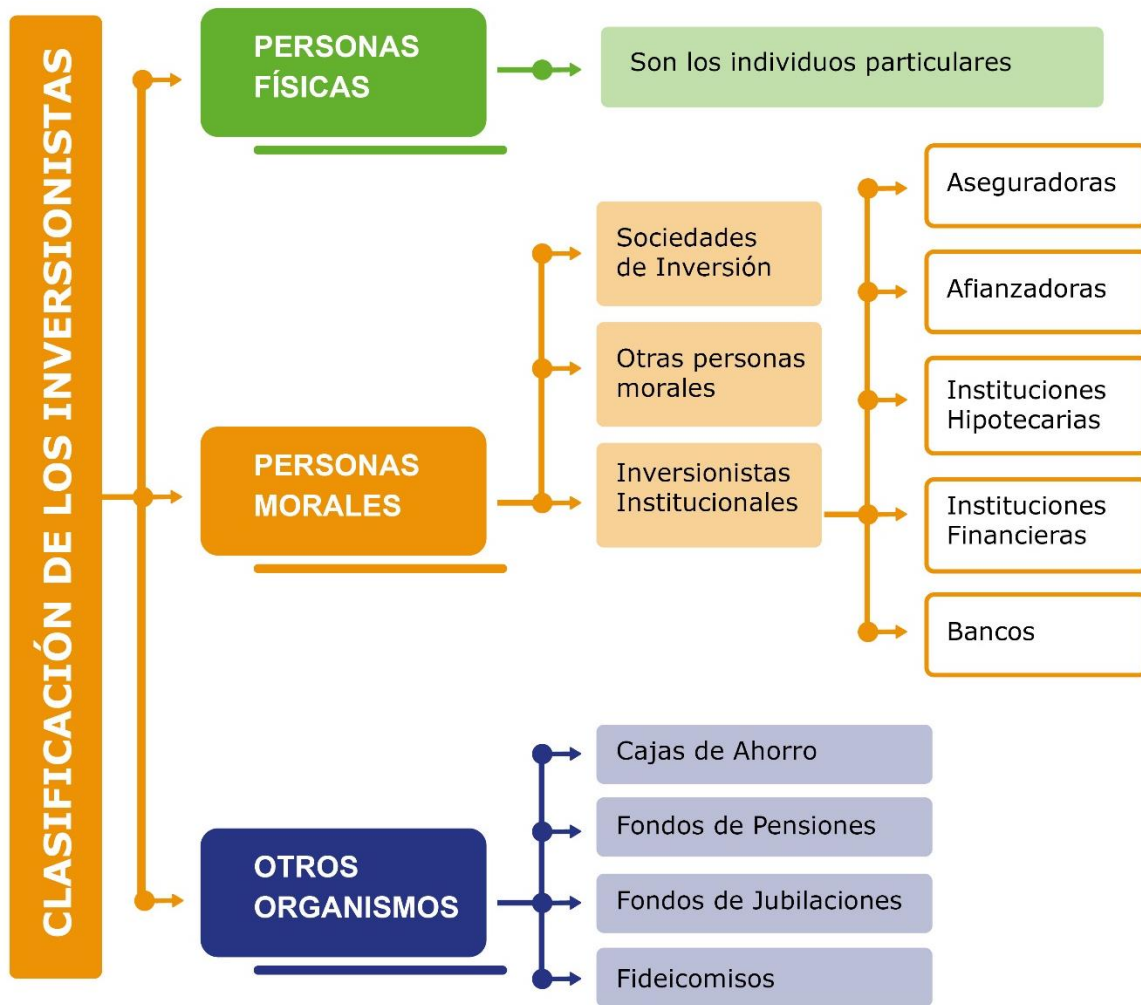 CLASIFICACIÓN DE LOS INVERSIONISTAS
PERSONAS
FÍSICAS
Son los individuos particulares
PERSONAS
MORALES
Sociedades
de Inversión
Otras personas
morales
Inversionistas
Institucionales
Aseguradoras
Afianzadoras
Instituciones
Hipotecarias
Instituciones
Financieras
Bancos
OTROS
ORGANISMOS
Cajas de Ahorro
Fondos de Pensiones
Fondos de Jubilaciones
Fideicomisos